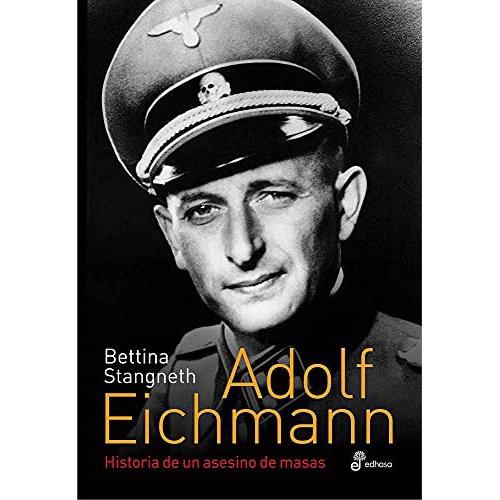 Bettina
Stangneth
Adolf
Eichmann
Historia de un asesino de masas
edhasa